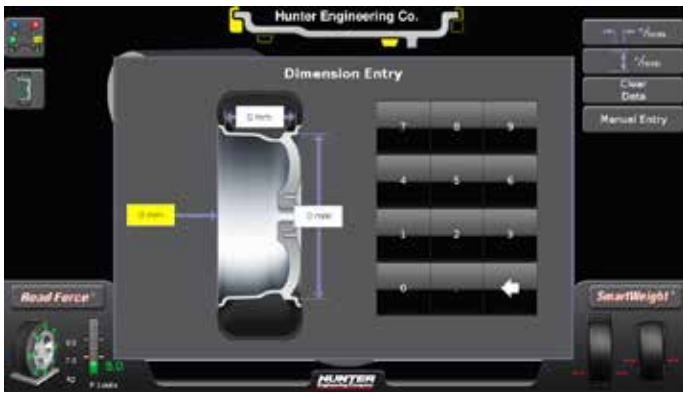 Hunter Engineering Co.
Dimension Entry
Clear
Data
Manual Entry
0 mm
0 mm
0 mm
7 8 9
4 5 6
1 2 3
0 .
Road Force®
SmartWeight®
HUNTER